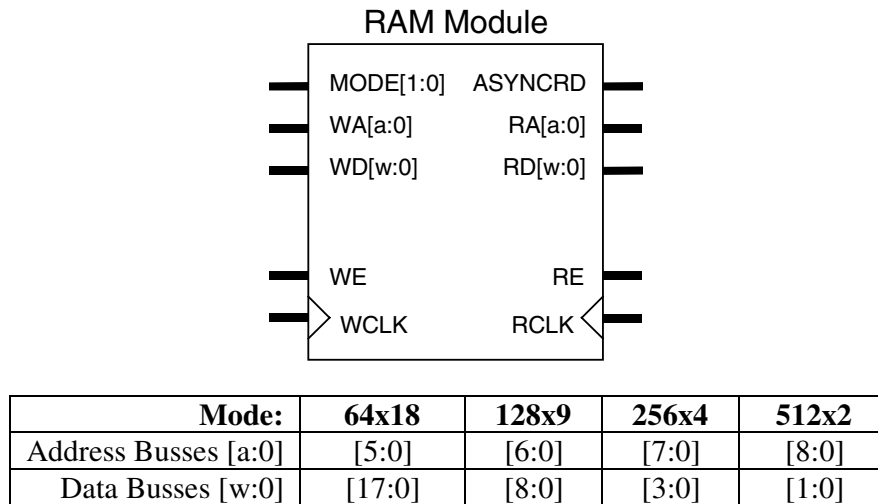 RAM Module
MODE[1:0] ASYNCRD
WA[a:0] RA[a:0]
WD[w:0] RD[w:0]
WE RE
WCLK RCLK
Mode: 64x18 128x9 256x4 512x2
Address Busses [a:0] [5:0] [6:0] [7:0] [8:0]
Data Busses [w:0] [17:0] [8:0] [3:0] [1:0]